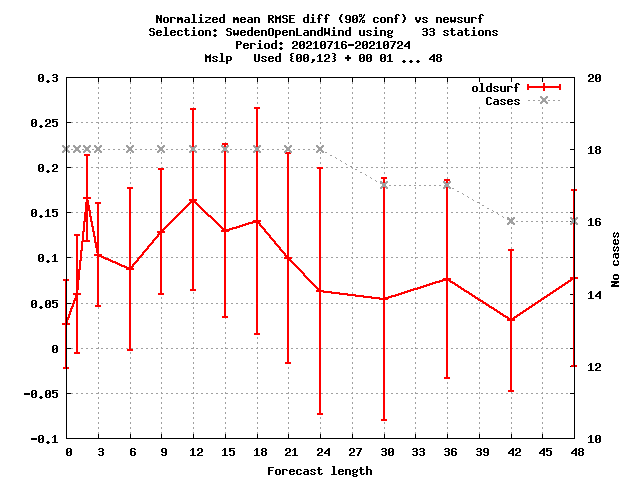 Normalized mean RMSE diff (90% conf) vs newsurf
Selection: SwedenOpenLandWind using    33 stations
Period: 20210716-20210724
Mslp   Used {00,12} + 00 01 ... 48
oldsurf
Cases
0.3
0.25
0.2
0.15
0.1
0.05
0
-0.05
-0.1
20
18
16
14
12
10
No cases
0 3 6 9 12 15 18 21 24 27 30 33 36 39 42 45 48
Forecast length